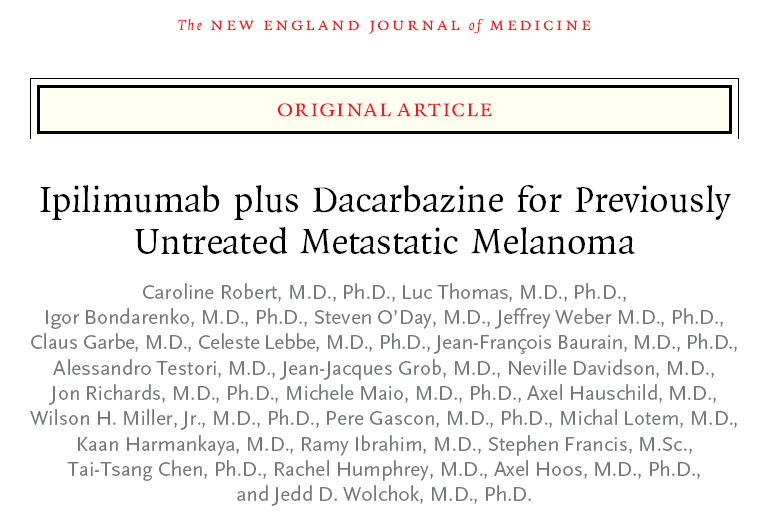 The NEW ENGLAND JOURNAL of MEDICINE
ORIGINAL ARTICLE
Ipilimumab plus Dacarbazine for Previously
Untreated Metastatic Melanoma
Caroline Robert, M.D., Ph.D., Luc Thomas, M.D., Ph.D.,
Igor Bondarenko, M.D., Ph.D., Steven O’Day, M.D., Jeffrey Weber M.D., Ph.D.,
Claus Garbe, M.D., Celeste Lebbe, M.D., Ph.D., Jean-François Baurain, M.D., Ph.D.,
Alessandro Testori, M.D., Jean-Jacques Grob, M.D., Neville Davidson, M.D.,
Jon Richards, M.D., Ph.D., Michele Maio, M.D., Ph.D., Axel Hauschild, M.D.,
Wilson H. Miller, Jr., M.D., Ph.D., Pere Gascon, M.D., Ph.D., Michal Lotem, M.D.,
Kaan Harmankaya, M.D., Ramy Ibrahim, M.D., Stephen Francis, M.Sc.,
Tai-Tsang Chen, Ph.D., Rachel Humphrey, M.D., Axel Hoos, M.D., Ph.D.,
and Jedd D. Wolchok, M.D., Ph.D.